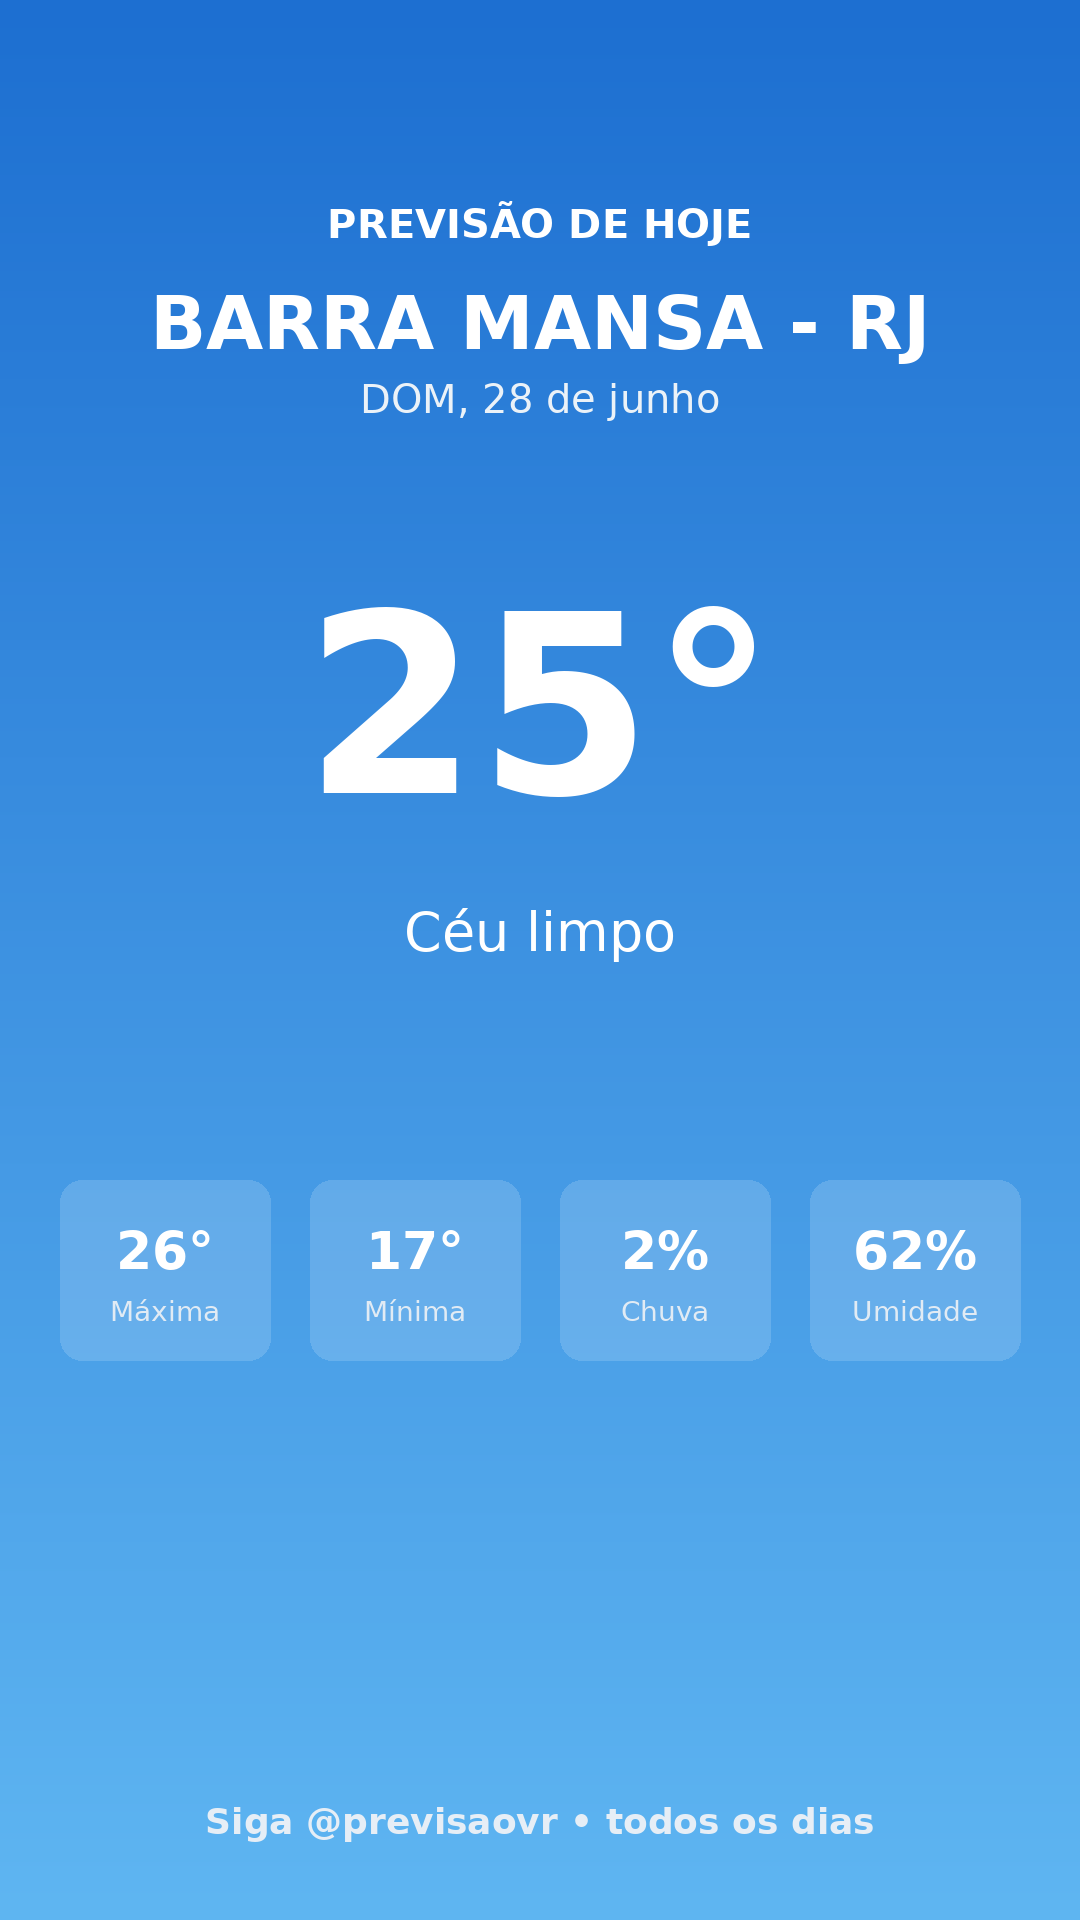 PREVISÃO DE HOJE
BARRA MANSA - RJ
DOM, 28 de junho
25°
Céu limpo
26° 17° 2% 62%
Máxima Mínima Chuva Umidade
Siga @previsaovr • todos os dias